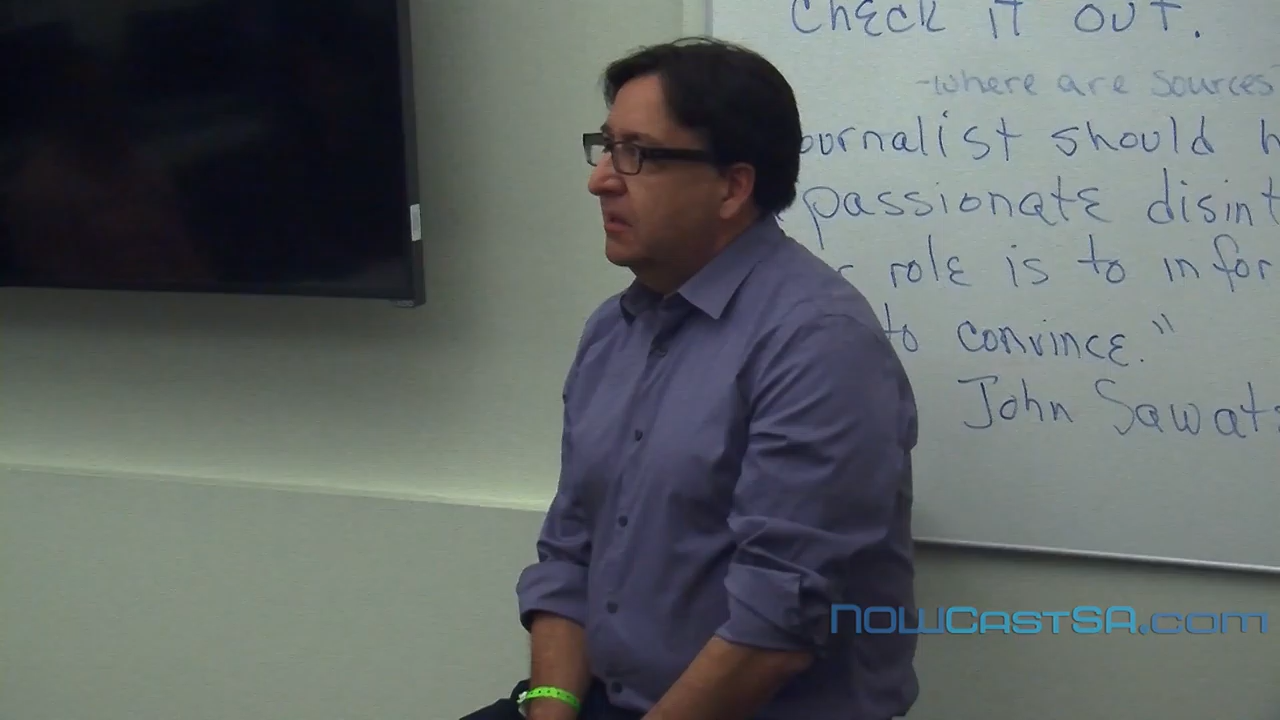 Check it out.
-where are sources
ournalist should h
passionate disint
r role is to infor
to convince."
John Sawats
NOWCastSA.com